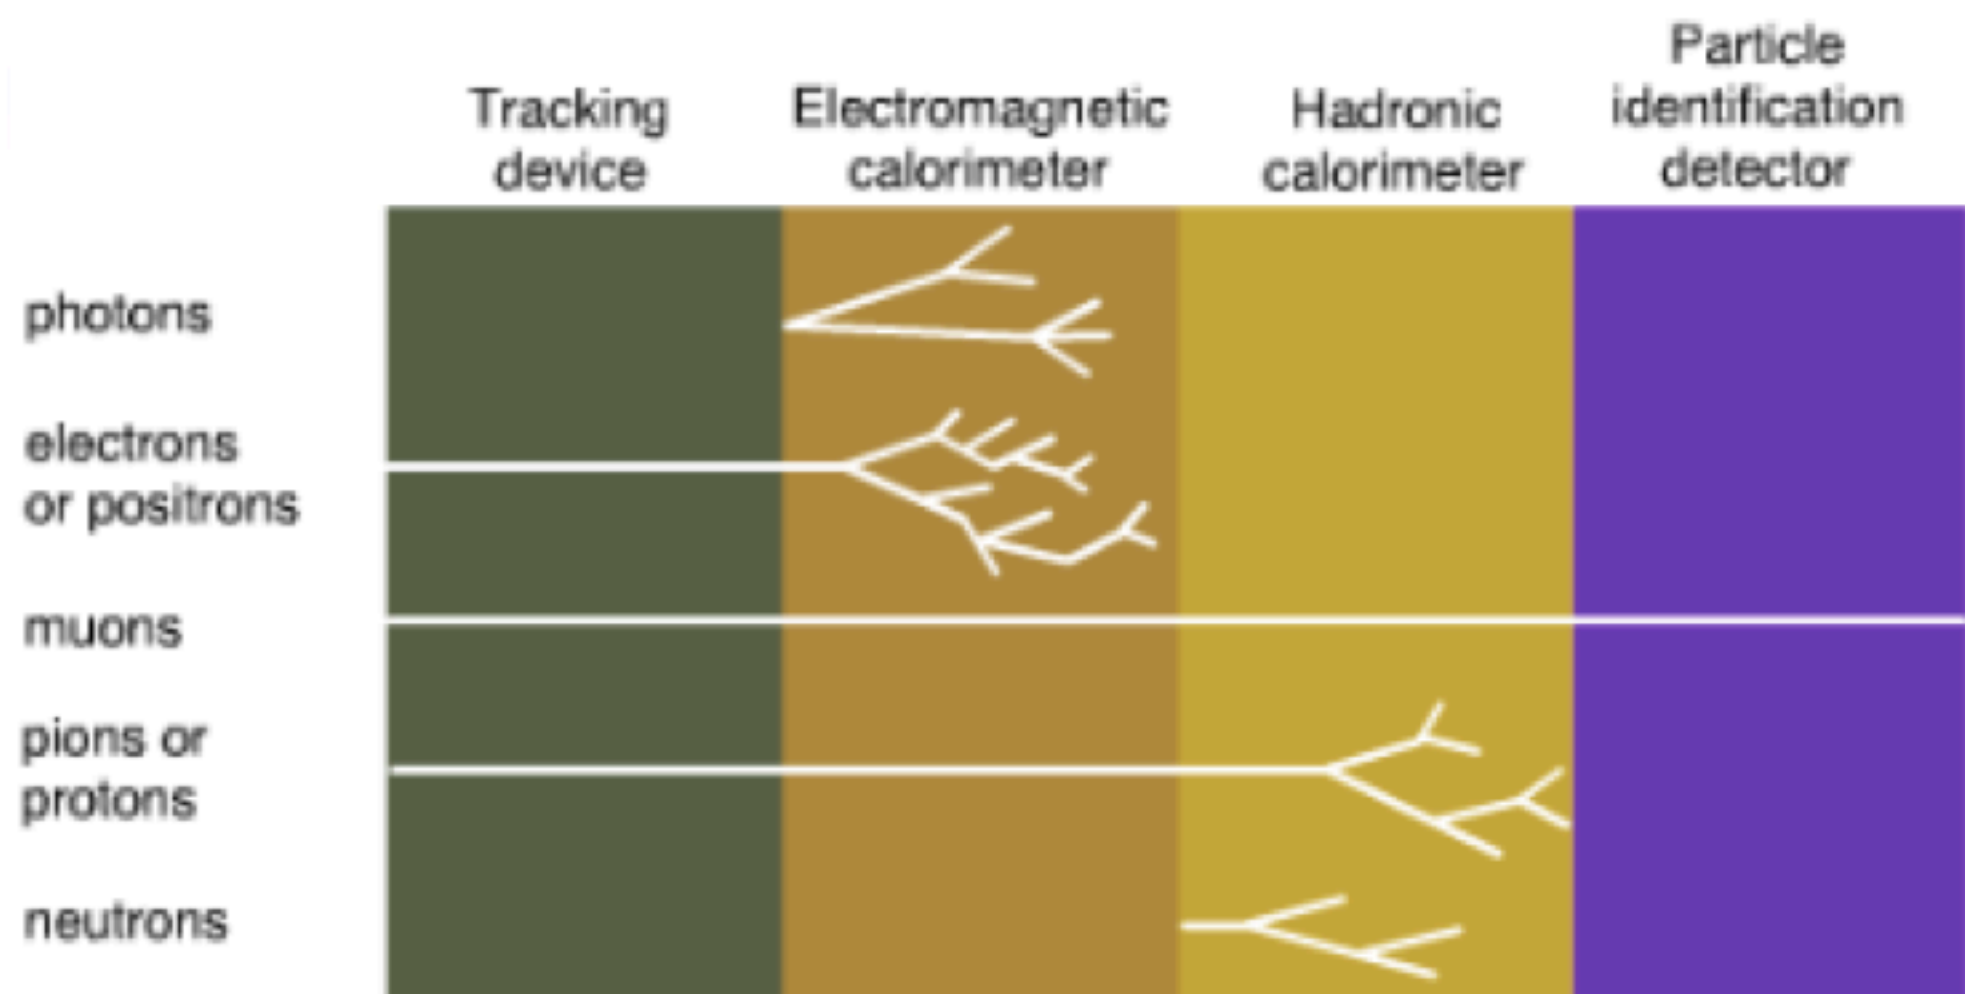 Tracking
device
Electromagnetic
calorimeter
Hadronic
calorimeter
Particle
identification
detector
photons
electrons
or positrons
muons
pions or
protons
neutrons